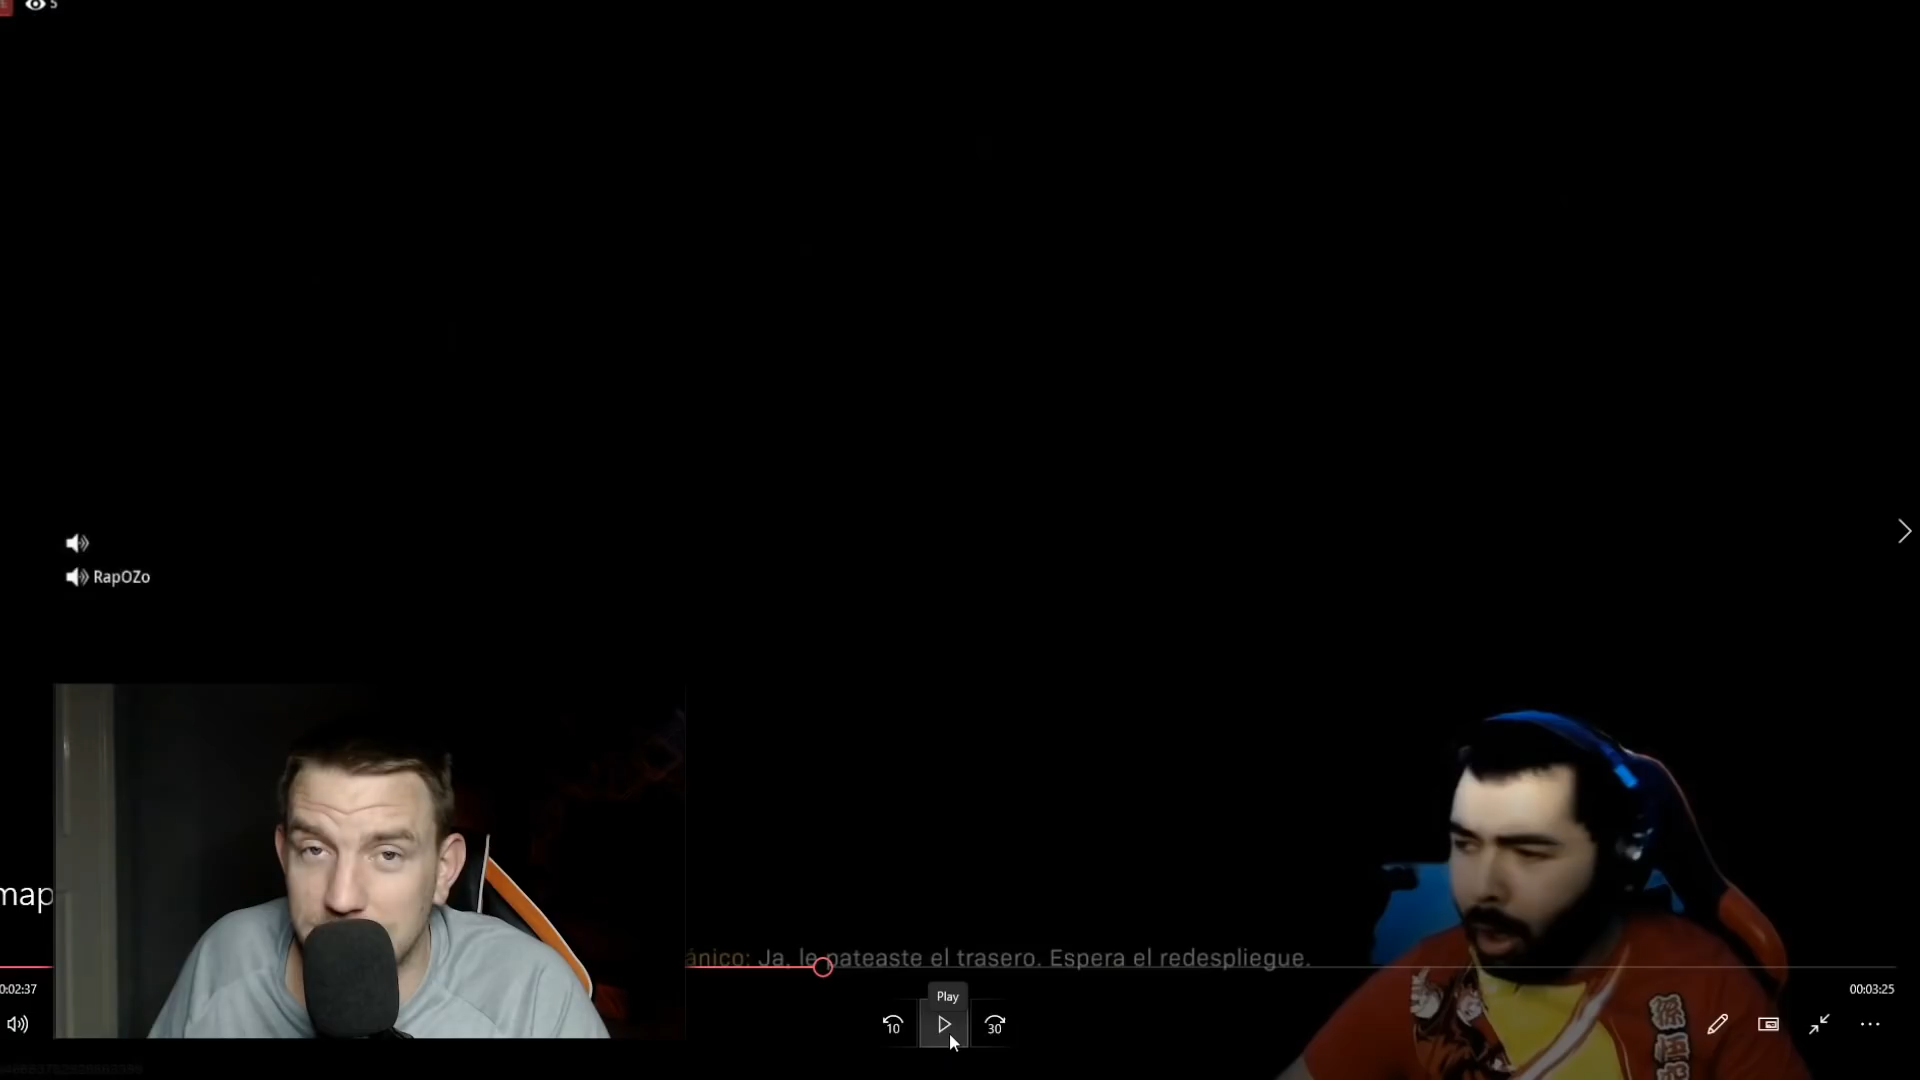 5
RapOZo
map
ánico: Ja, le pateaste el trasero. Espera el redespliegue.
0:02:37
Play
00:03:25
10
30